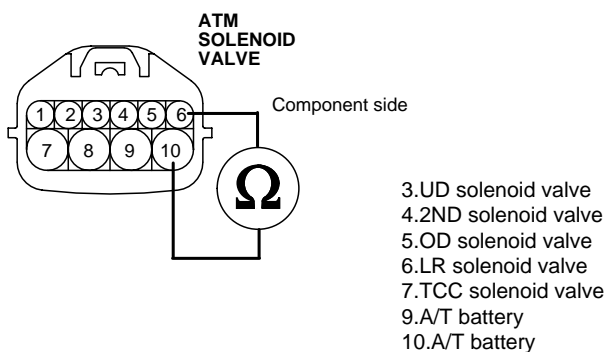 ATM
SOLENOID
VALVE
1 2 3 4 5 6
7 8 9 10
Component side
Ω
3.UD solenoid valve
4.2ND solenoid valve
5.OD solenoid valve
6.LR solenoid valve
7.TCC solenoid valve
9.A/T battery
10.A/T battery